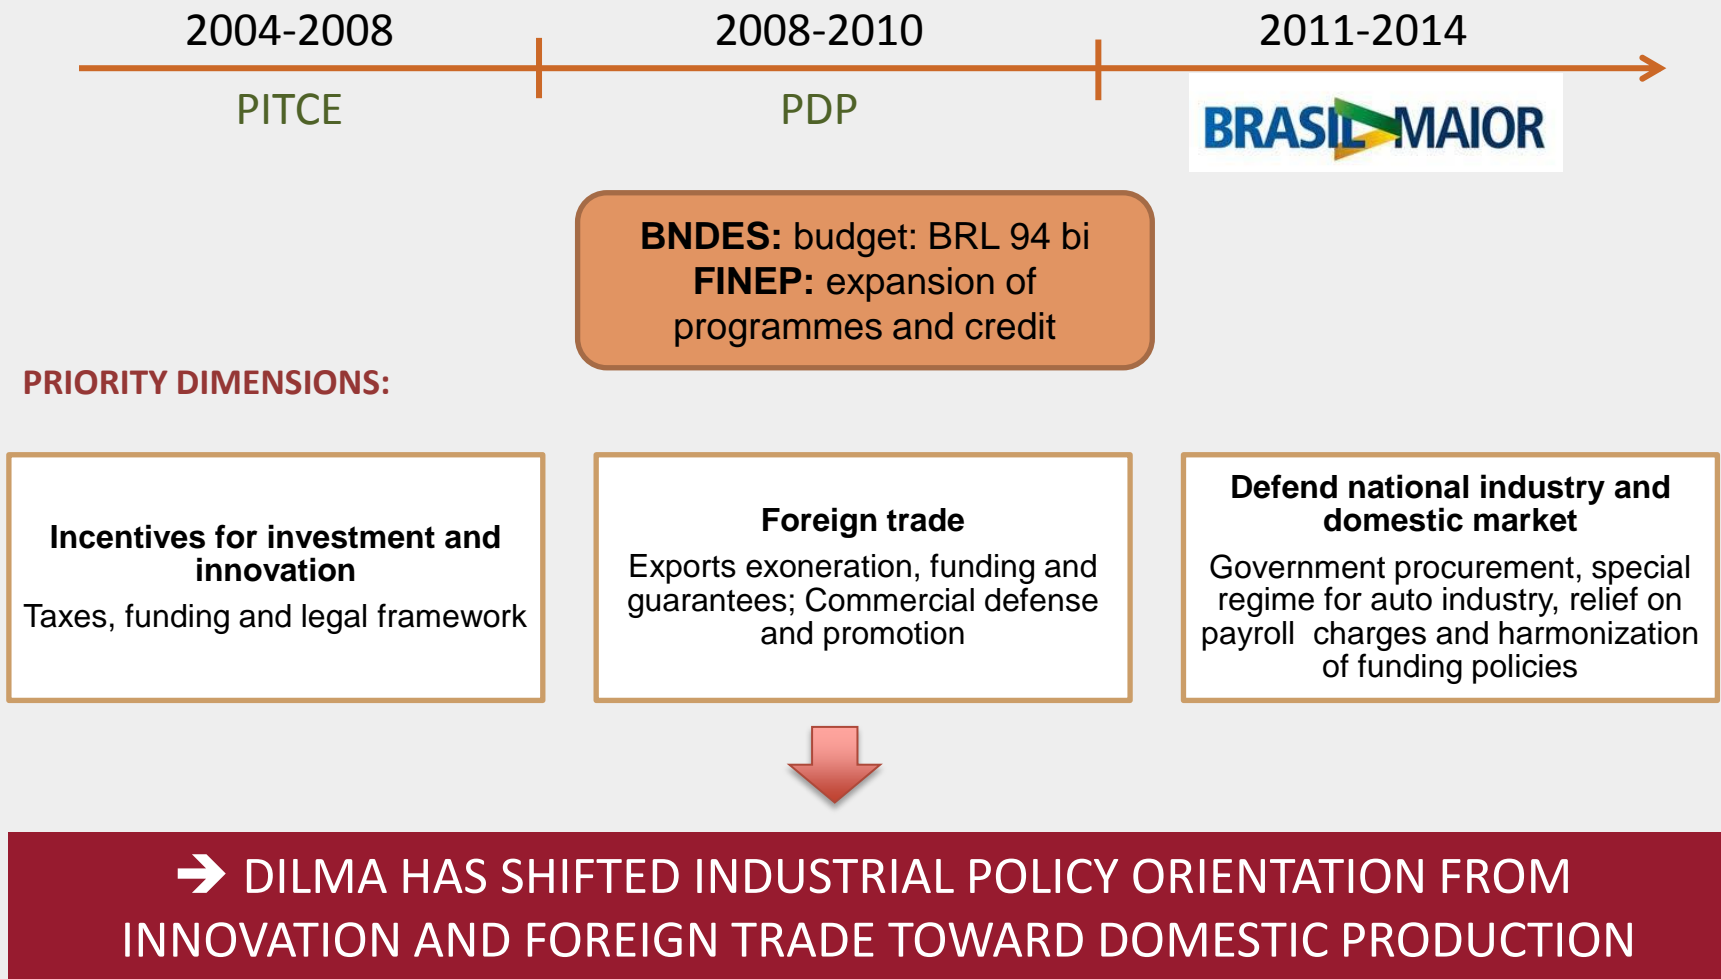 2004-2008
2008-2010
2011-2014
PITCE
PDP
BRASIL MAIOR
BNDES: budget: BRL 94 bi
FINEP: expansion of
programmes and credit
PRIORITY DIMENSIONS:
Incentives for investment and
innovation
Taxes, funding and legal framework
Foreign trade
Exports exoneration, funding and
guarantees; Commercial defense
and promotion
Defend national industry and
domestic market
Government procurement, special
regime for auto industry, relief on
payroll charges and harmonization
of funding policies
➔ DILMA HAS SHIFTED INDUSTRIAL POLICY ORIENTATION FROM
INNOVATION AND FOREIGN TRADE TOWARD DOMESTIC PRODUCTION